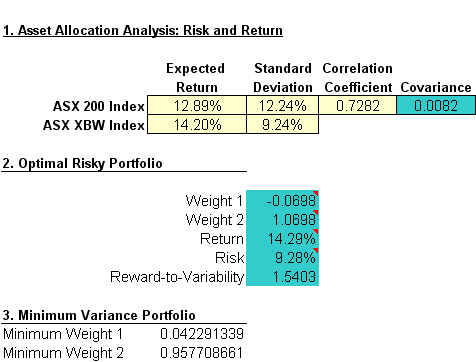 1. Asset Allocation Analysis: Risk and Return
Expected Standard Correlation
Return Deviation Coefficient Covariance
ASX 200 Index 12.89% 12.24% 0.7282 0.0082
ASX XBW Index 14.20% 9.24%
2. Optimal Risky Portfolio
Weight 1 -0.0698
Weight 2 1.0698
Return 14.29%
Risk 9.28%
Reward-to-Variability 1.5403
3. Minimum Variance Portfolio
Minimum Weight 1 0.042291339
Minimum Weight 2 0.957708661